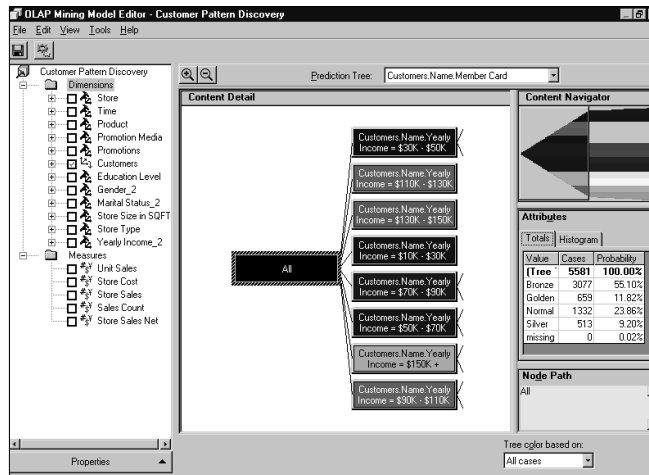 OLAP Mining Model Editor - Customer Pattern Discovery
File Edit View Tools Help
Customer Pattern Discovery
Dimensions
Store
Time
Product
Promotion Media
Promotions
Customers
Education Level
Gender_2
Marital Status_2
Store Size in SQFT
Store Type
Yearly Income_2
Measures
Unit Sales
Store Cost
Store Sales
Sales Count
Store Sales Net
Properties
Prediction Tree: Customers.Name.Member Card
Content Detail
All
Customers.Name.Yearly
Income = $30K - $50K
Customers.Name.Yearly
Income = $110K - $130K
Customers.Name.Yearly
Income = $130K - $150K
Customers.Name.Yearly
Income = $10K - $30K
Customers.Name.Yearly
Income = $70K - $90K
Customers.Name.Yearly
Income = $50K - $70K
Customers.Name.Yearly
Income = $150K +
Customers.Name.Yearly
Income = $90K - $110K
Content Navigator
Attributes
Totals Histogram
Value Cases Probability
(Tree 5581 100.00%
Bronze 3077 55.10%
Golden 659 11.82%
Normal 1332 23.86%
Silver 513 9.20%
missing 0 0.02%
Node Path
All
Tree color based on:
All cases